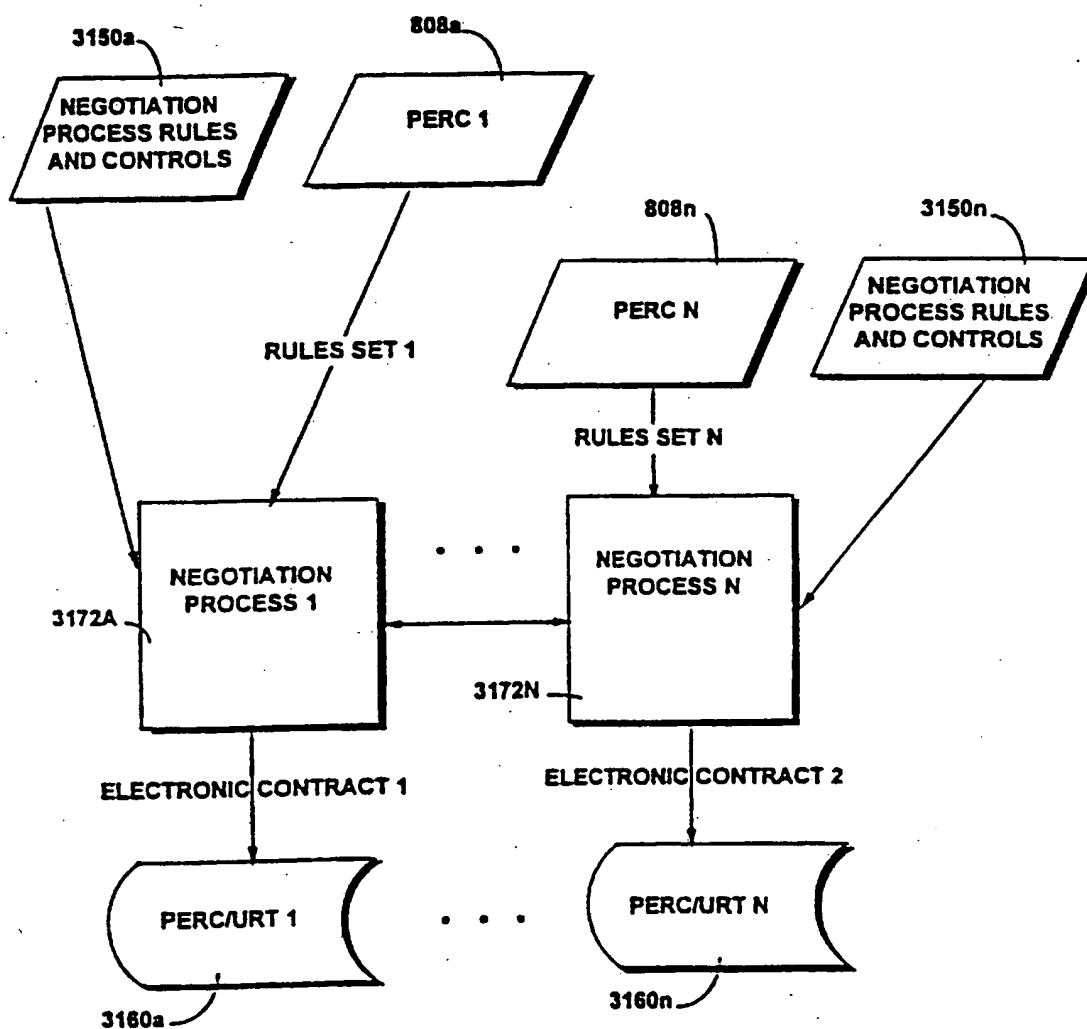 3150a
808a
NEGOTIATION
PROCESS RULES
AND CONTROLS
PERC 1
808n
3150n
PERC N
NEGOTIATION
PROCESS RULES
AND CONTROLS
RULES SET 1
RULES SET N
NEGOTIATION
PROCESS 1
. . .
NEGOTIATION
PROCESS N
3172A
3172N
ELECTRONIC CONTRACT 1
ELECTRONIC CONTRACT 2
PERC/URT 1
. . .
PERC/URT N
3160a
3160n